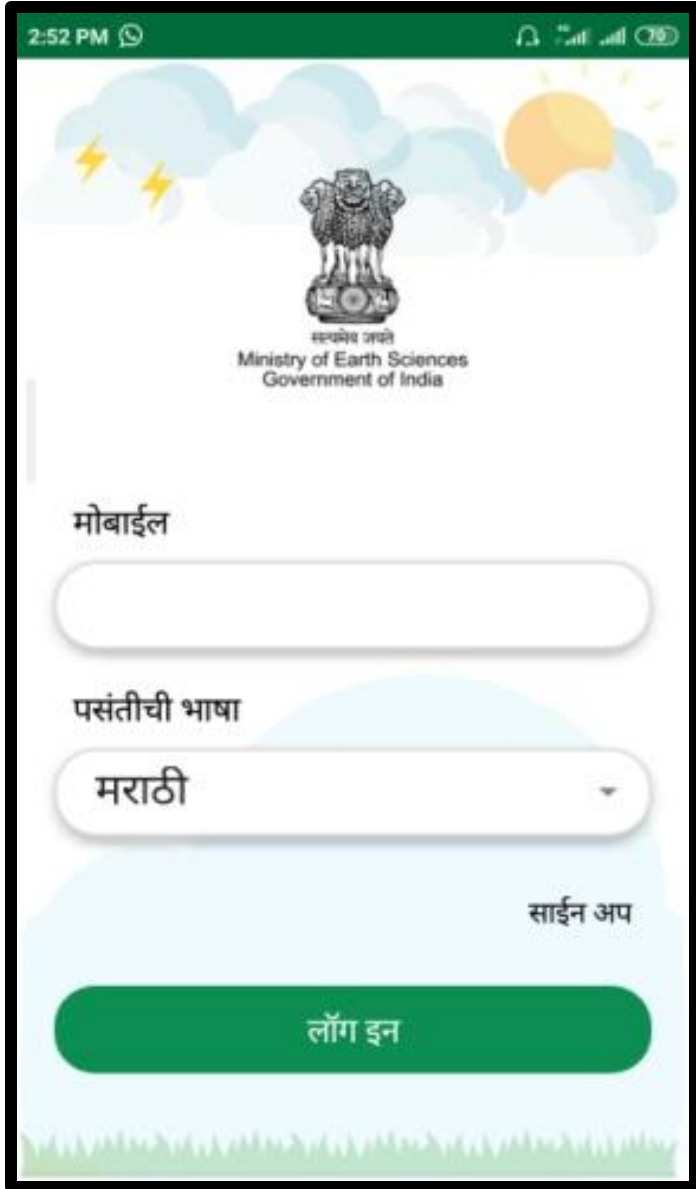 2:52 PM
70
सत्यमेव जयते
Ministry of Earth Sciences
Government of India
मोबाईल
पसंतीची भाषा
मराठी
साईन अप
लॉग इन